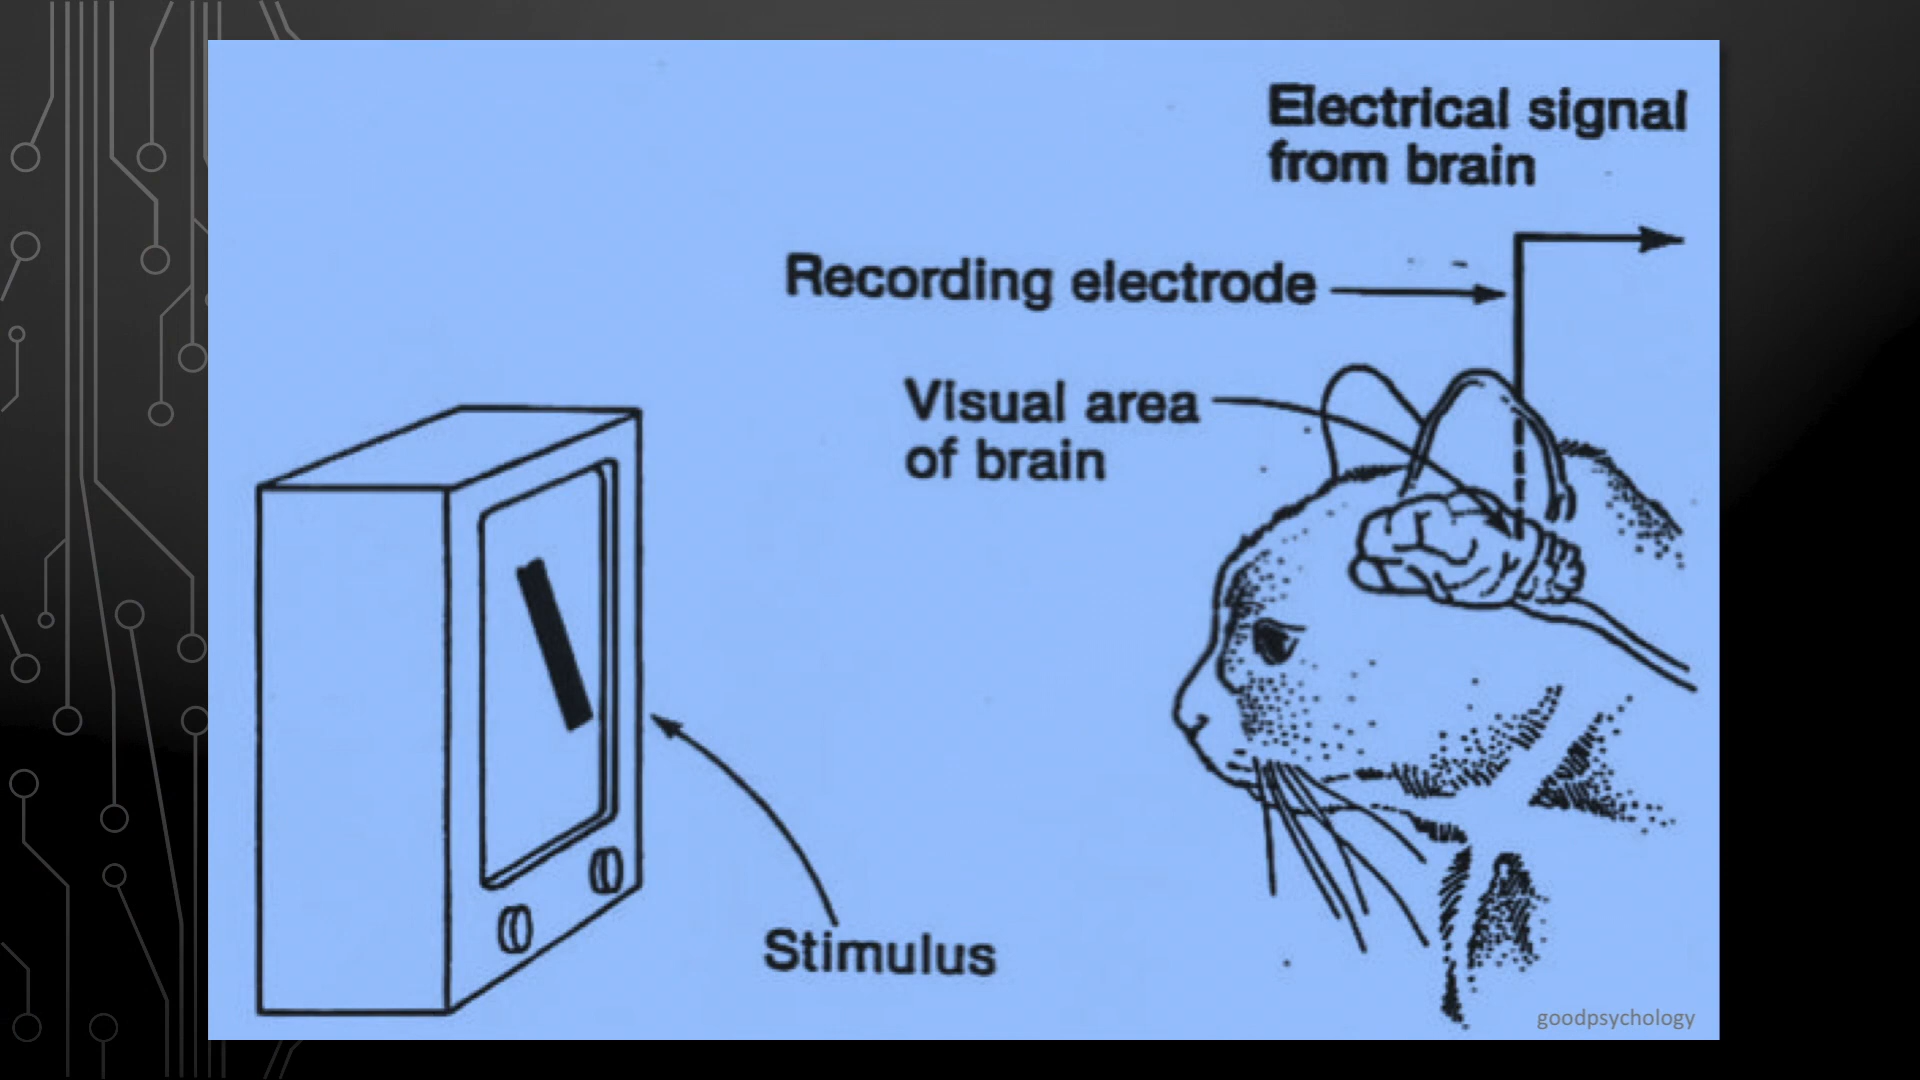 Electrical signal
from brain
Recording electrode
Visual area
of brain
Stimulus
goodpsychology